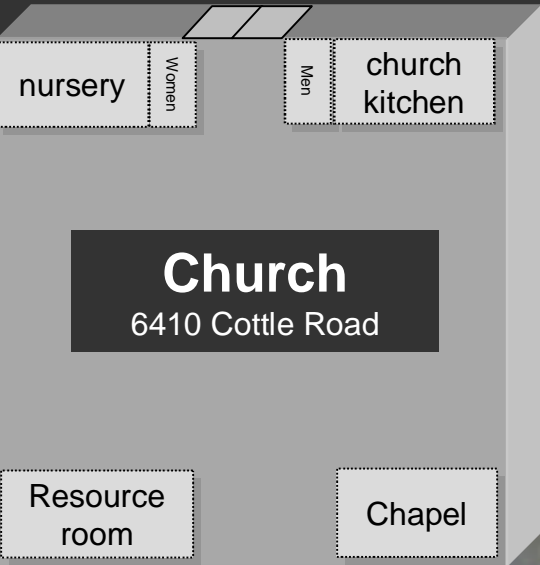 nursery
Women
Men
church
kitchen
Church
6410 Cottle Road
Resource
room
Chapel